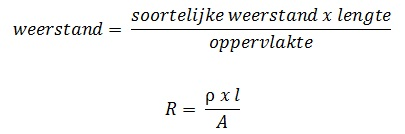 weerstand = soortelijke weerstand x lengte / oppervlakte
R = ρ x l / A